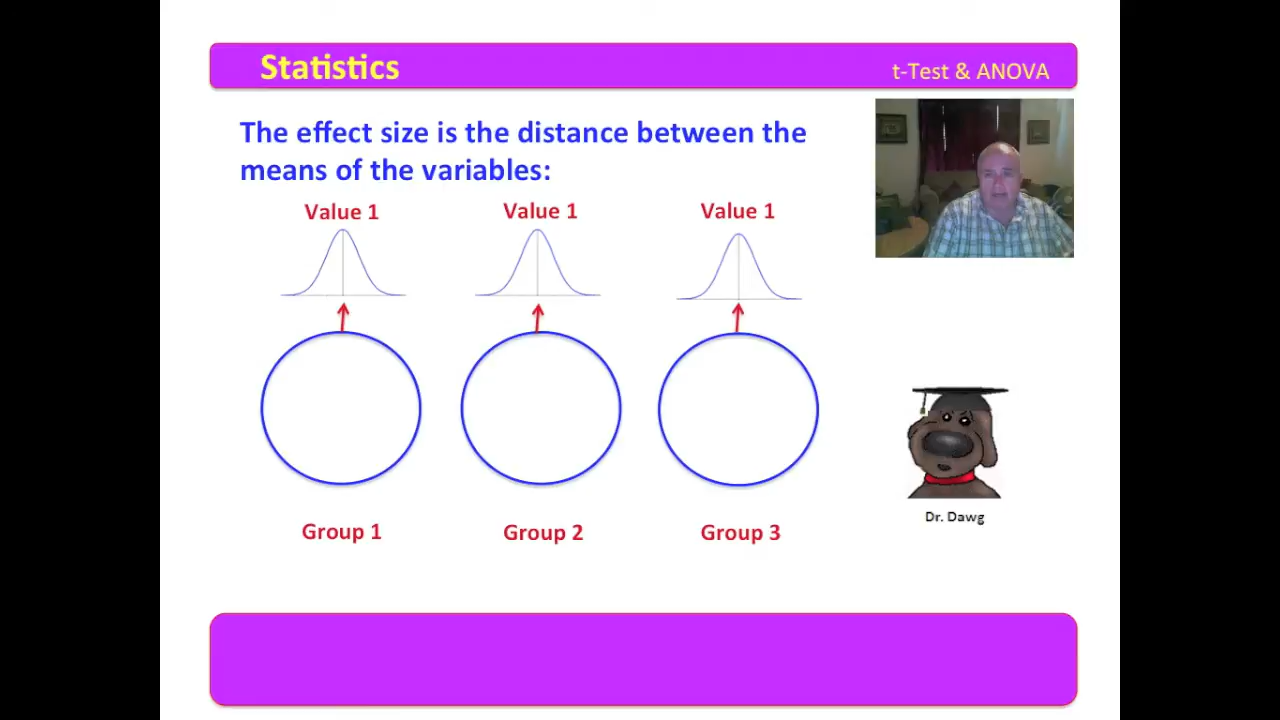 Statistics
t-Test & ANOVA
The effect size is the distance between the
means of the variables:
Value 1
Value 1
Value 1
Group 1
Group 2
Group 3
Dr. Dawg